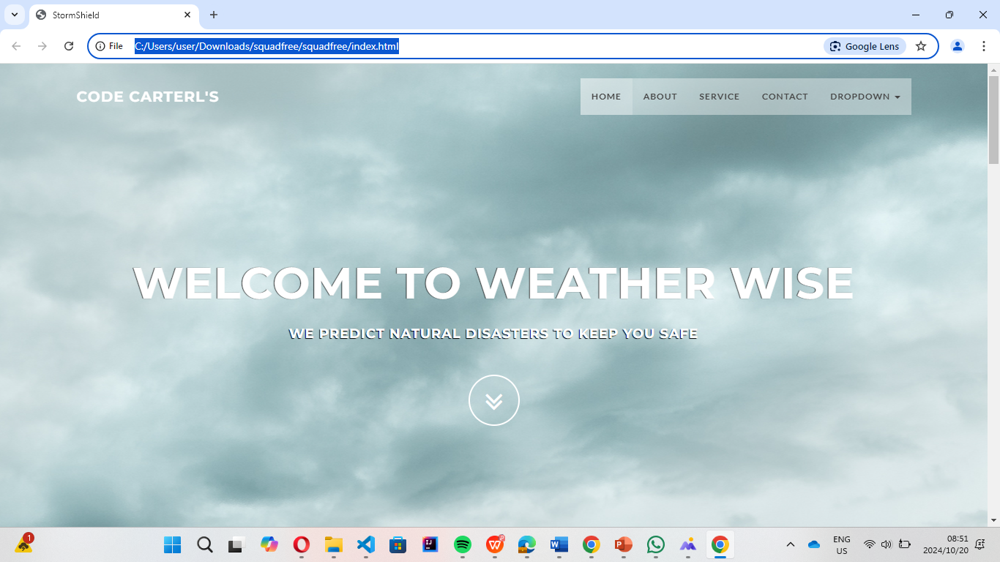 StormShield
File C:/Users/user/Downloads/squadfree/squadfree/index.html Google Lens
CODE CARTERL'S
HOME ABOUT SERVICE CONTACT DROPDOWN
WELCOME TO WEATHER WISE
WE PREDICT NATURAL DISASTERS TO KEEP YOU SAFE
1
ENG
US
08:51
2024/10/20